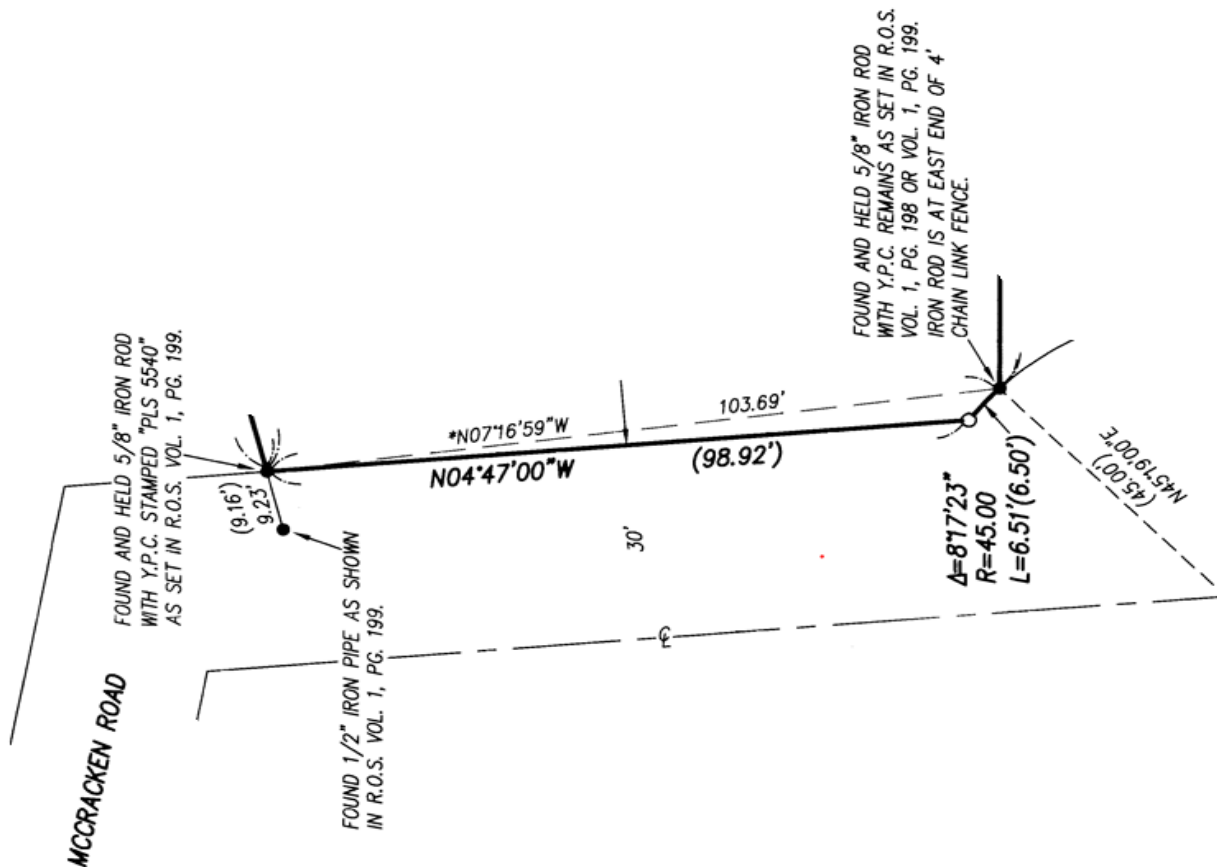 MCCRACKEN ROAD
FOUND AND HELD 5/8" IRON ROD
WITH Y.P.C. STAMPED "PLS 5540"
AS SET IN R.O.S. VOL. 1, PG. 199.
(9.16')
9.23'
FOUND 1/2" IRON PIPE AS SHOWN
IN R.O.S. VOL. 1, PG. 199.
*N07°16'59"W
103.69'
N04°47'00"W
(98.92')
30'
℄
FOUND AND HELD 5/8" IRON ROD
WITH Y.P.C. REMAINS AS SET IN R.O.S.
VOL. 1, PG. 198 OR VOL. 1, PG. 199.
IRON ROD IS AT EAST END OF 4'
CHAIN LINK FENCE.
Δ=8°17'23"
R=45.00
L=6.51'(6.50')
(45.00')
N45°19'00"E